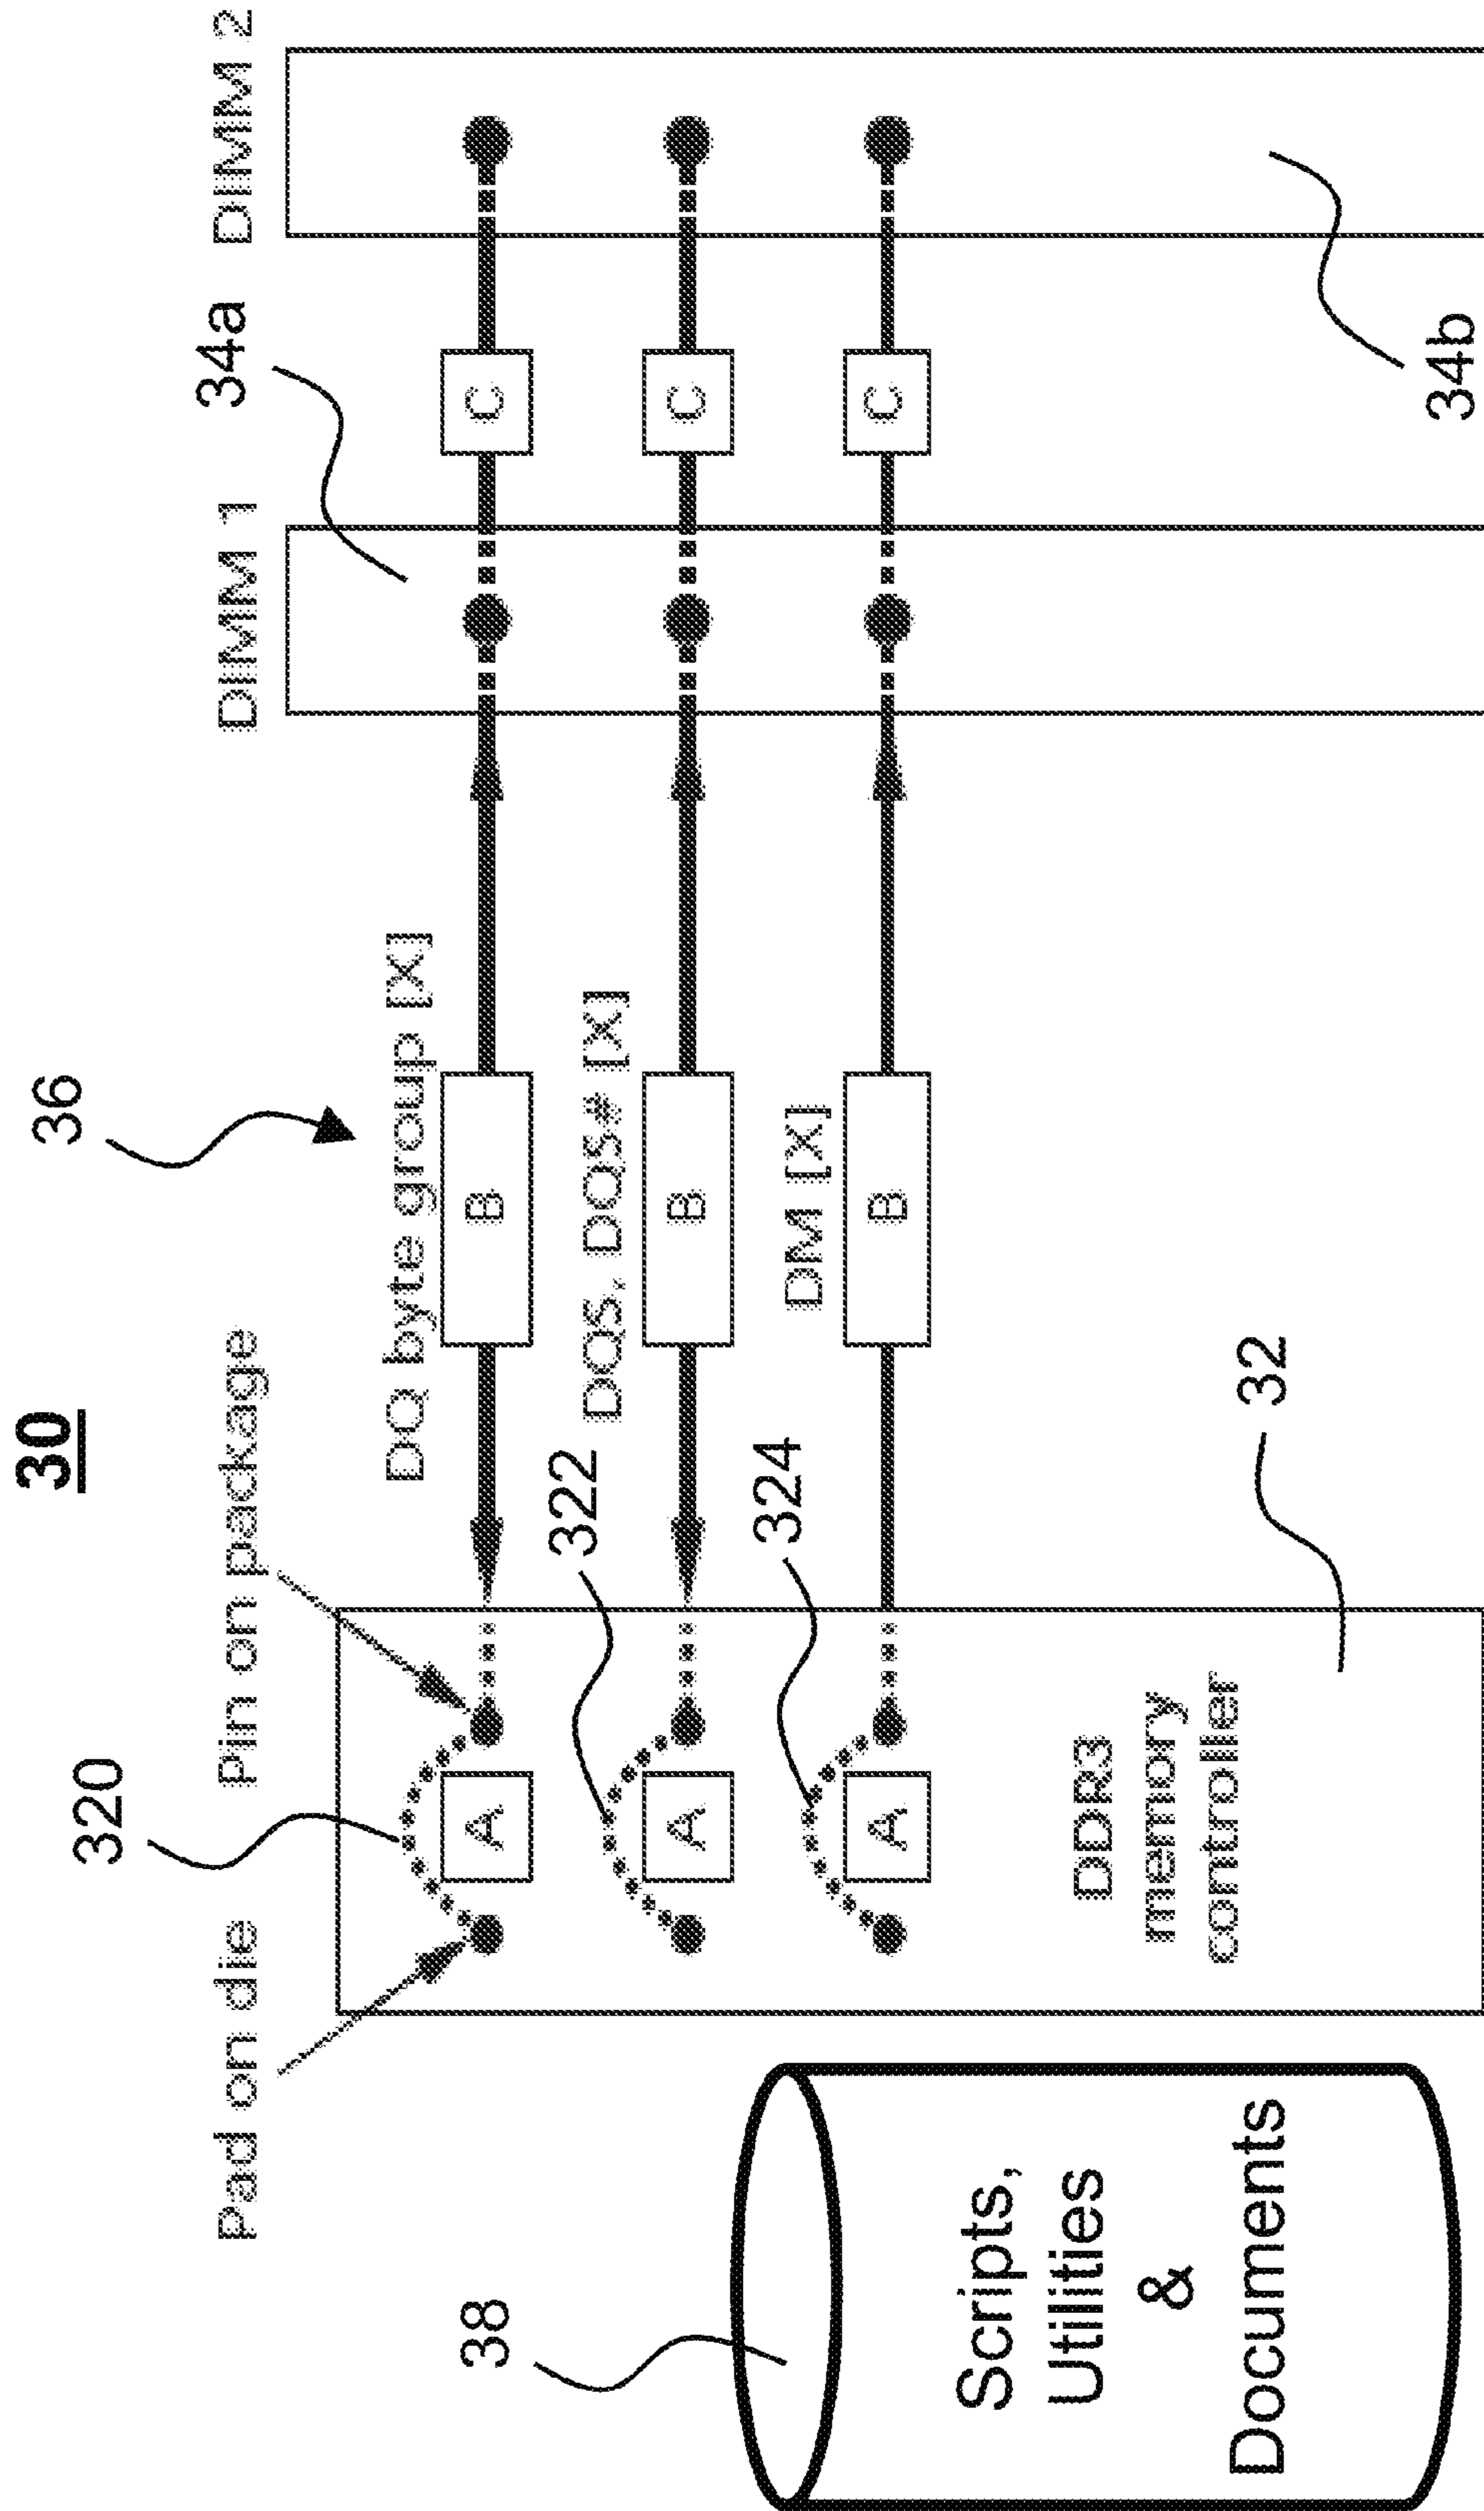 30
36
320
Pad on die
Pin on package
34a
DIMM 1
DIMM 2
DQ byte group [X]
A
B
C
38
322
DQS, DQS# [X]
A
B
C
324
DM [X]
A
B
C
Scripts,
Utilities
&
Documents
DDR3
memory
controller
32
34b